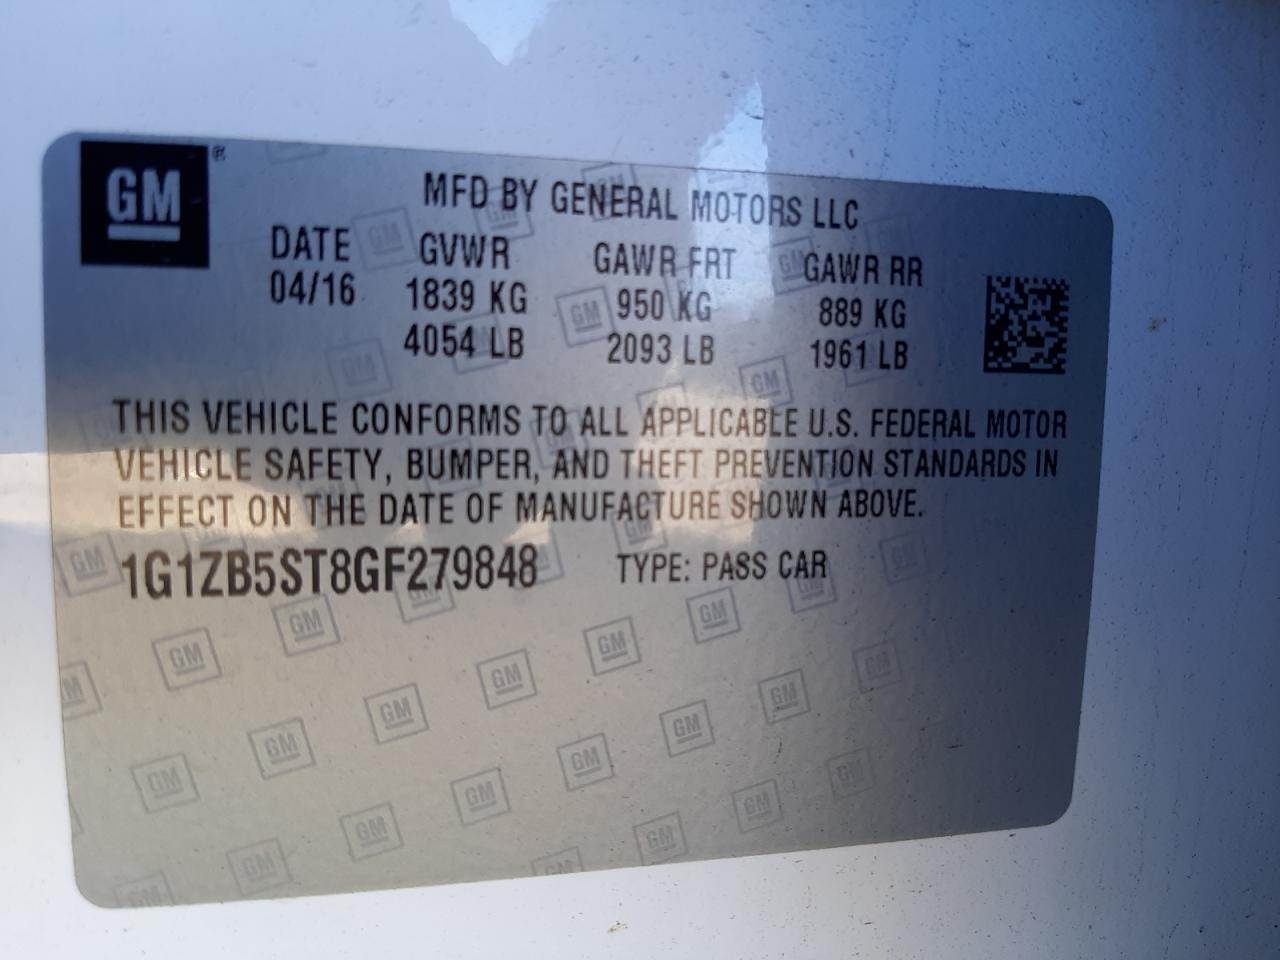 GM®
MFD BY GENERAL MOTORS LLC
DATE GVWR GAWR FRT GAWR RR
04/16 1839 KG 950 KG 889 KG
4054 LB 2093 LB 1961 LB
THIS VEHICLE CONFORMS TO ALL APPLICABLE U.S. FEDERAL MOTOR
VEHICLE SAFETY, BUMPER, AND THEFT PREVENTION STANDARDS IN
EFFECT ON THE DATE OF MANUFACTURE SHOWN ABOVE.
1G1ZB5ST8GF279848 TYPE: PASS CAR